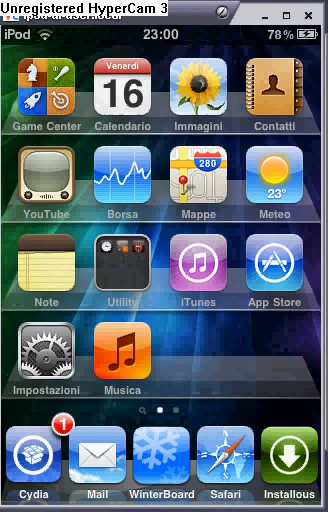 Unregistered HyperCam 3
iPod 23:00 78%
Venerdì
16
280
23°
Game Center Calendario Immagini Contatti
YouTube Borsa Mappe Meteo
Note Utility iTunes App Store
Impostazioni Musica
1
Cydia Mail WinterBoard Safari Installous